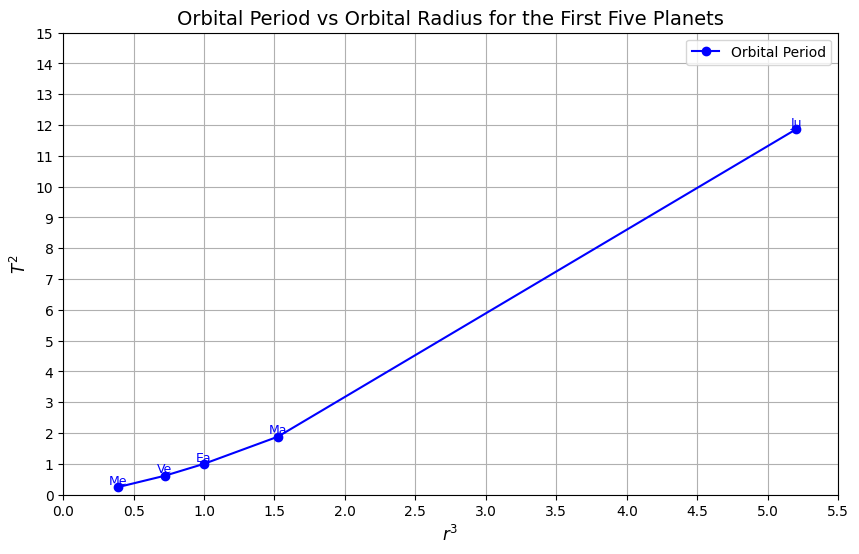 Orbital Period vs Orbital Radius for the First Five Planets
Orbital Period
15
14
13
12
11
10
9
8
7
6
5
4
3
2
1
0
T²
Me
Ve
Ea
Ma
Ju
0.0 0.5 1.0 1.5 2.0 2.5 3.0 3.5 4.0 4.5 5.0 5.5
r³